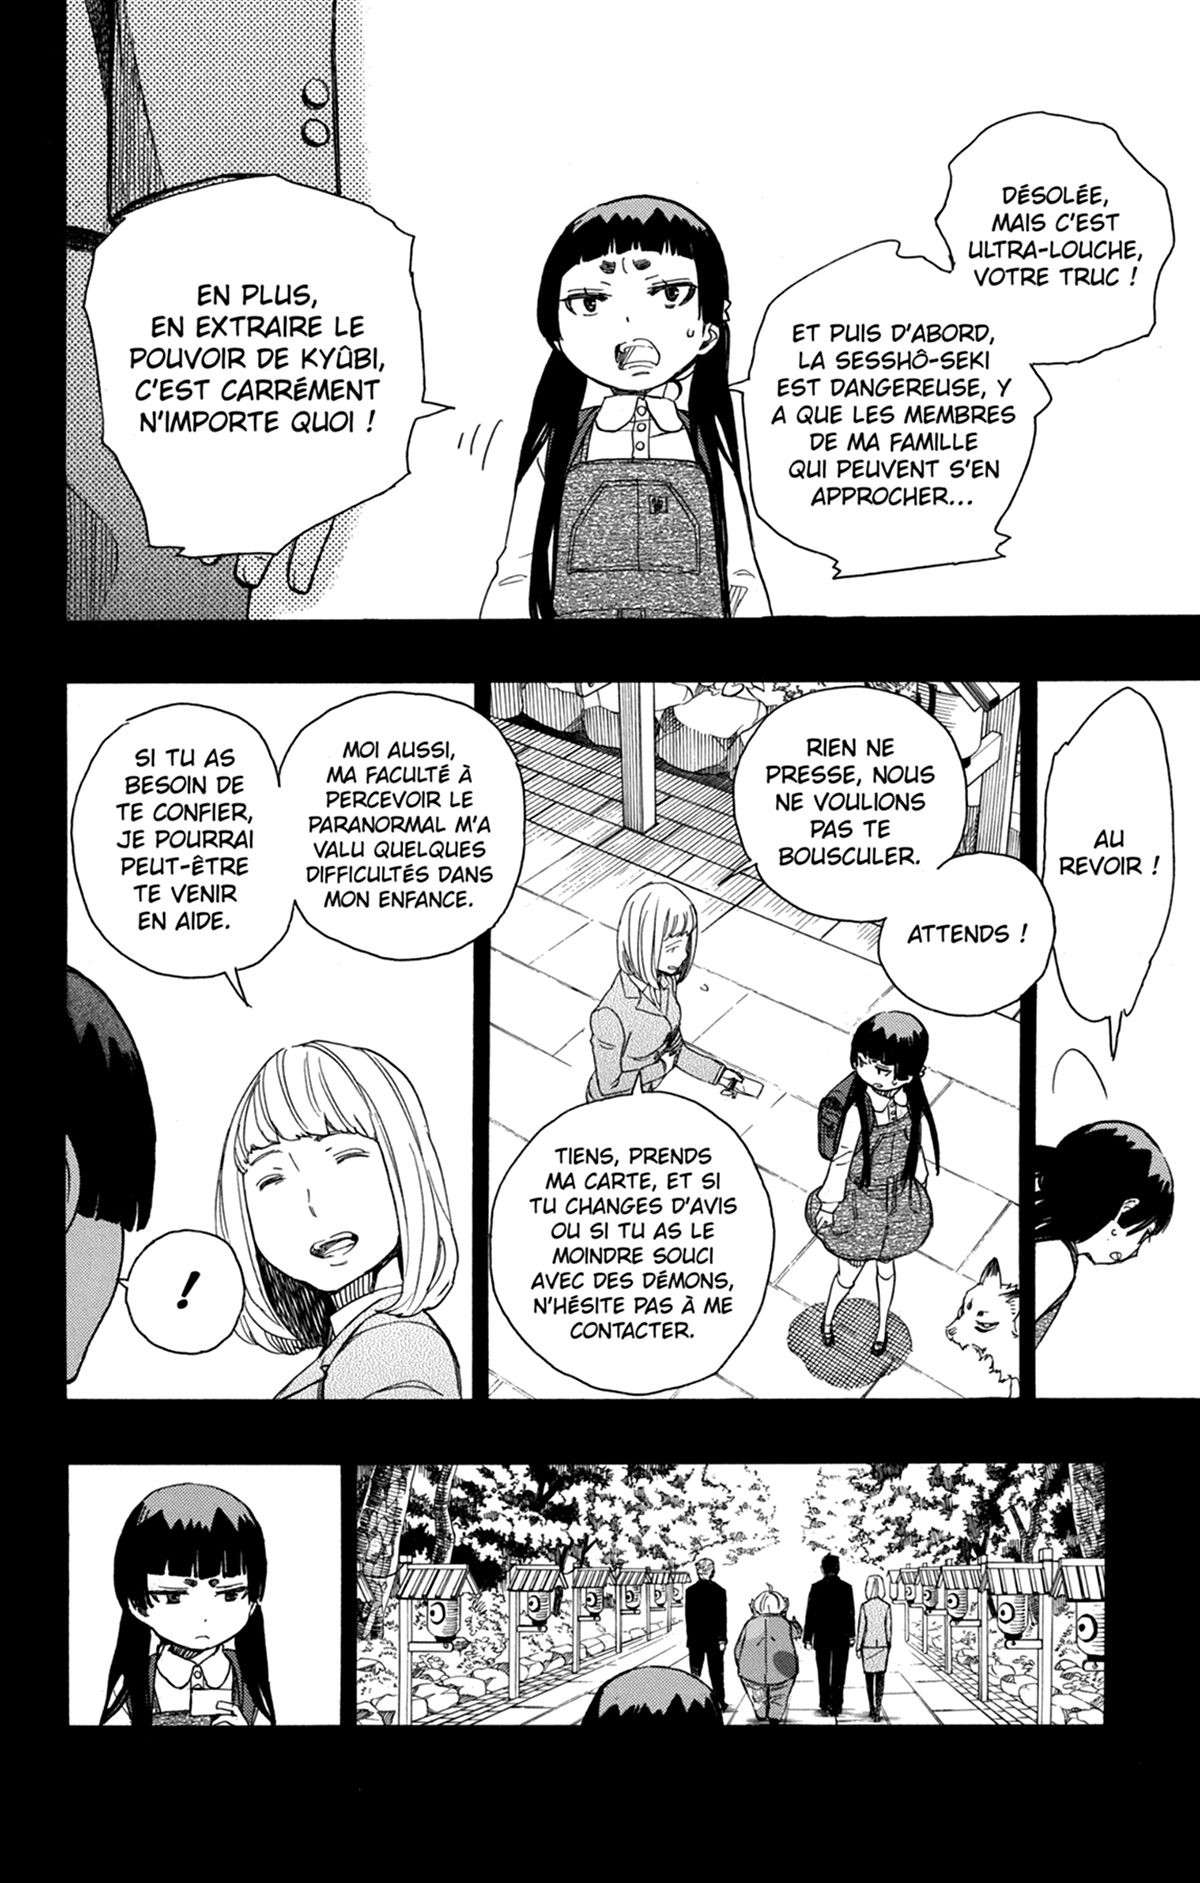 DÉSOLÉE,
MAIS C'EST
ULTRA-LOUCHE,
VOTRE TRUC !
ET PUIS D'ABORD,
LA SESSHÔ-SEKI
EST DANGEREUSE, Y
A QUE LES MEMBRES
DE MA FAMILLE
QUI PEUVENT S'EN
APPROCHER...
EN PLUS,
EN EXTRAIRE LE
POUVOIR DE KYÛBI,
C'EST CARRÉMENT
N'IMPORTE QUOI !
AU
REVOIR !
ATTENDS !
RIEN NE
PRESSE, NOUS
NE VOULIONS
PAS TE
BOUSCULER.
TIENS, PRENDS
MA CARTE, ET SI
TU CHANGES D'AVIS
OU SI TU AS LE
MOINDRE SOUCI
AVEC DES DÉMONS,
N'HÉSITE PAS À ME
CONTACTER.
MOI AUSSI,
MA FACULTÉ À
PERCEVOIR LE
PARANORMAL M'A
VALU QUELQUES
DIFFICULTÉS DANS
MON ENFANCE.
SI TU AS
BESOIN DE
TE CONFIER,
JE POURRAI
PEUT-ÊTRE
TE VENIR
EN AIDE.
!